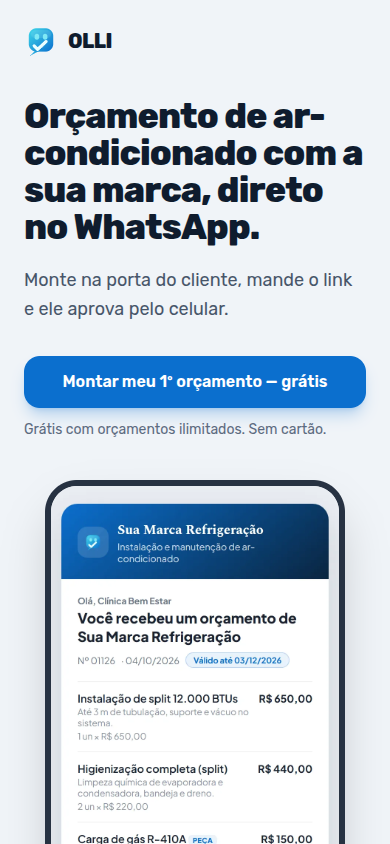 OLLI
Orçamento de ar-
condicionado com a
sua marca, direto
no WhatsApp.
Monte na porta do cliente, mande o link
e ele aprova pelo celular.
Montar meu 1º orçamento — grátis
Grátis com orçamentos ilimitados. Sem cartão.
Sua Marca Refrigeração
Instalação e manutenção de ar-
condicionado
Olá, Clínica Bem Estar
Você recebeu um orçamento de
Sua Marca Refrigeração
Nº 01126 · 04/10/2026 Válido até 03/12/2026
Instalação de split 12.000 BTUs R$ 650,00
Até 3 m de tubulação, suporte e vácuo no
sistema.
1 un × R$ 650,00
Higienização completa (split) R$ 440,00
Limpeza química de evaporadora e
condensadora, bandeja e dreno.
2 un × R$ 220,00
Carga de gás R-410A PEÇA R$ 150,00